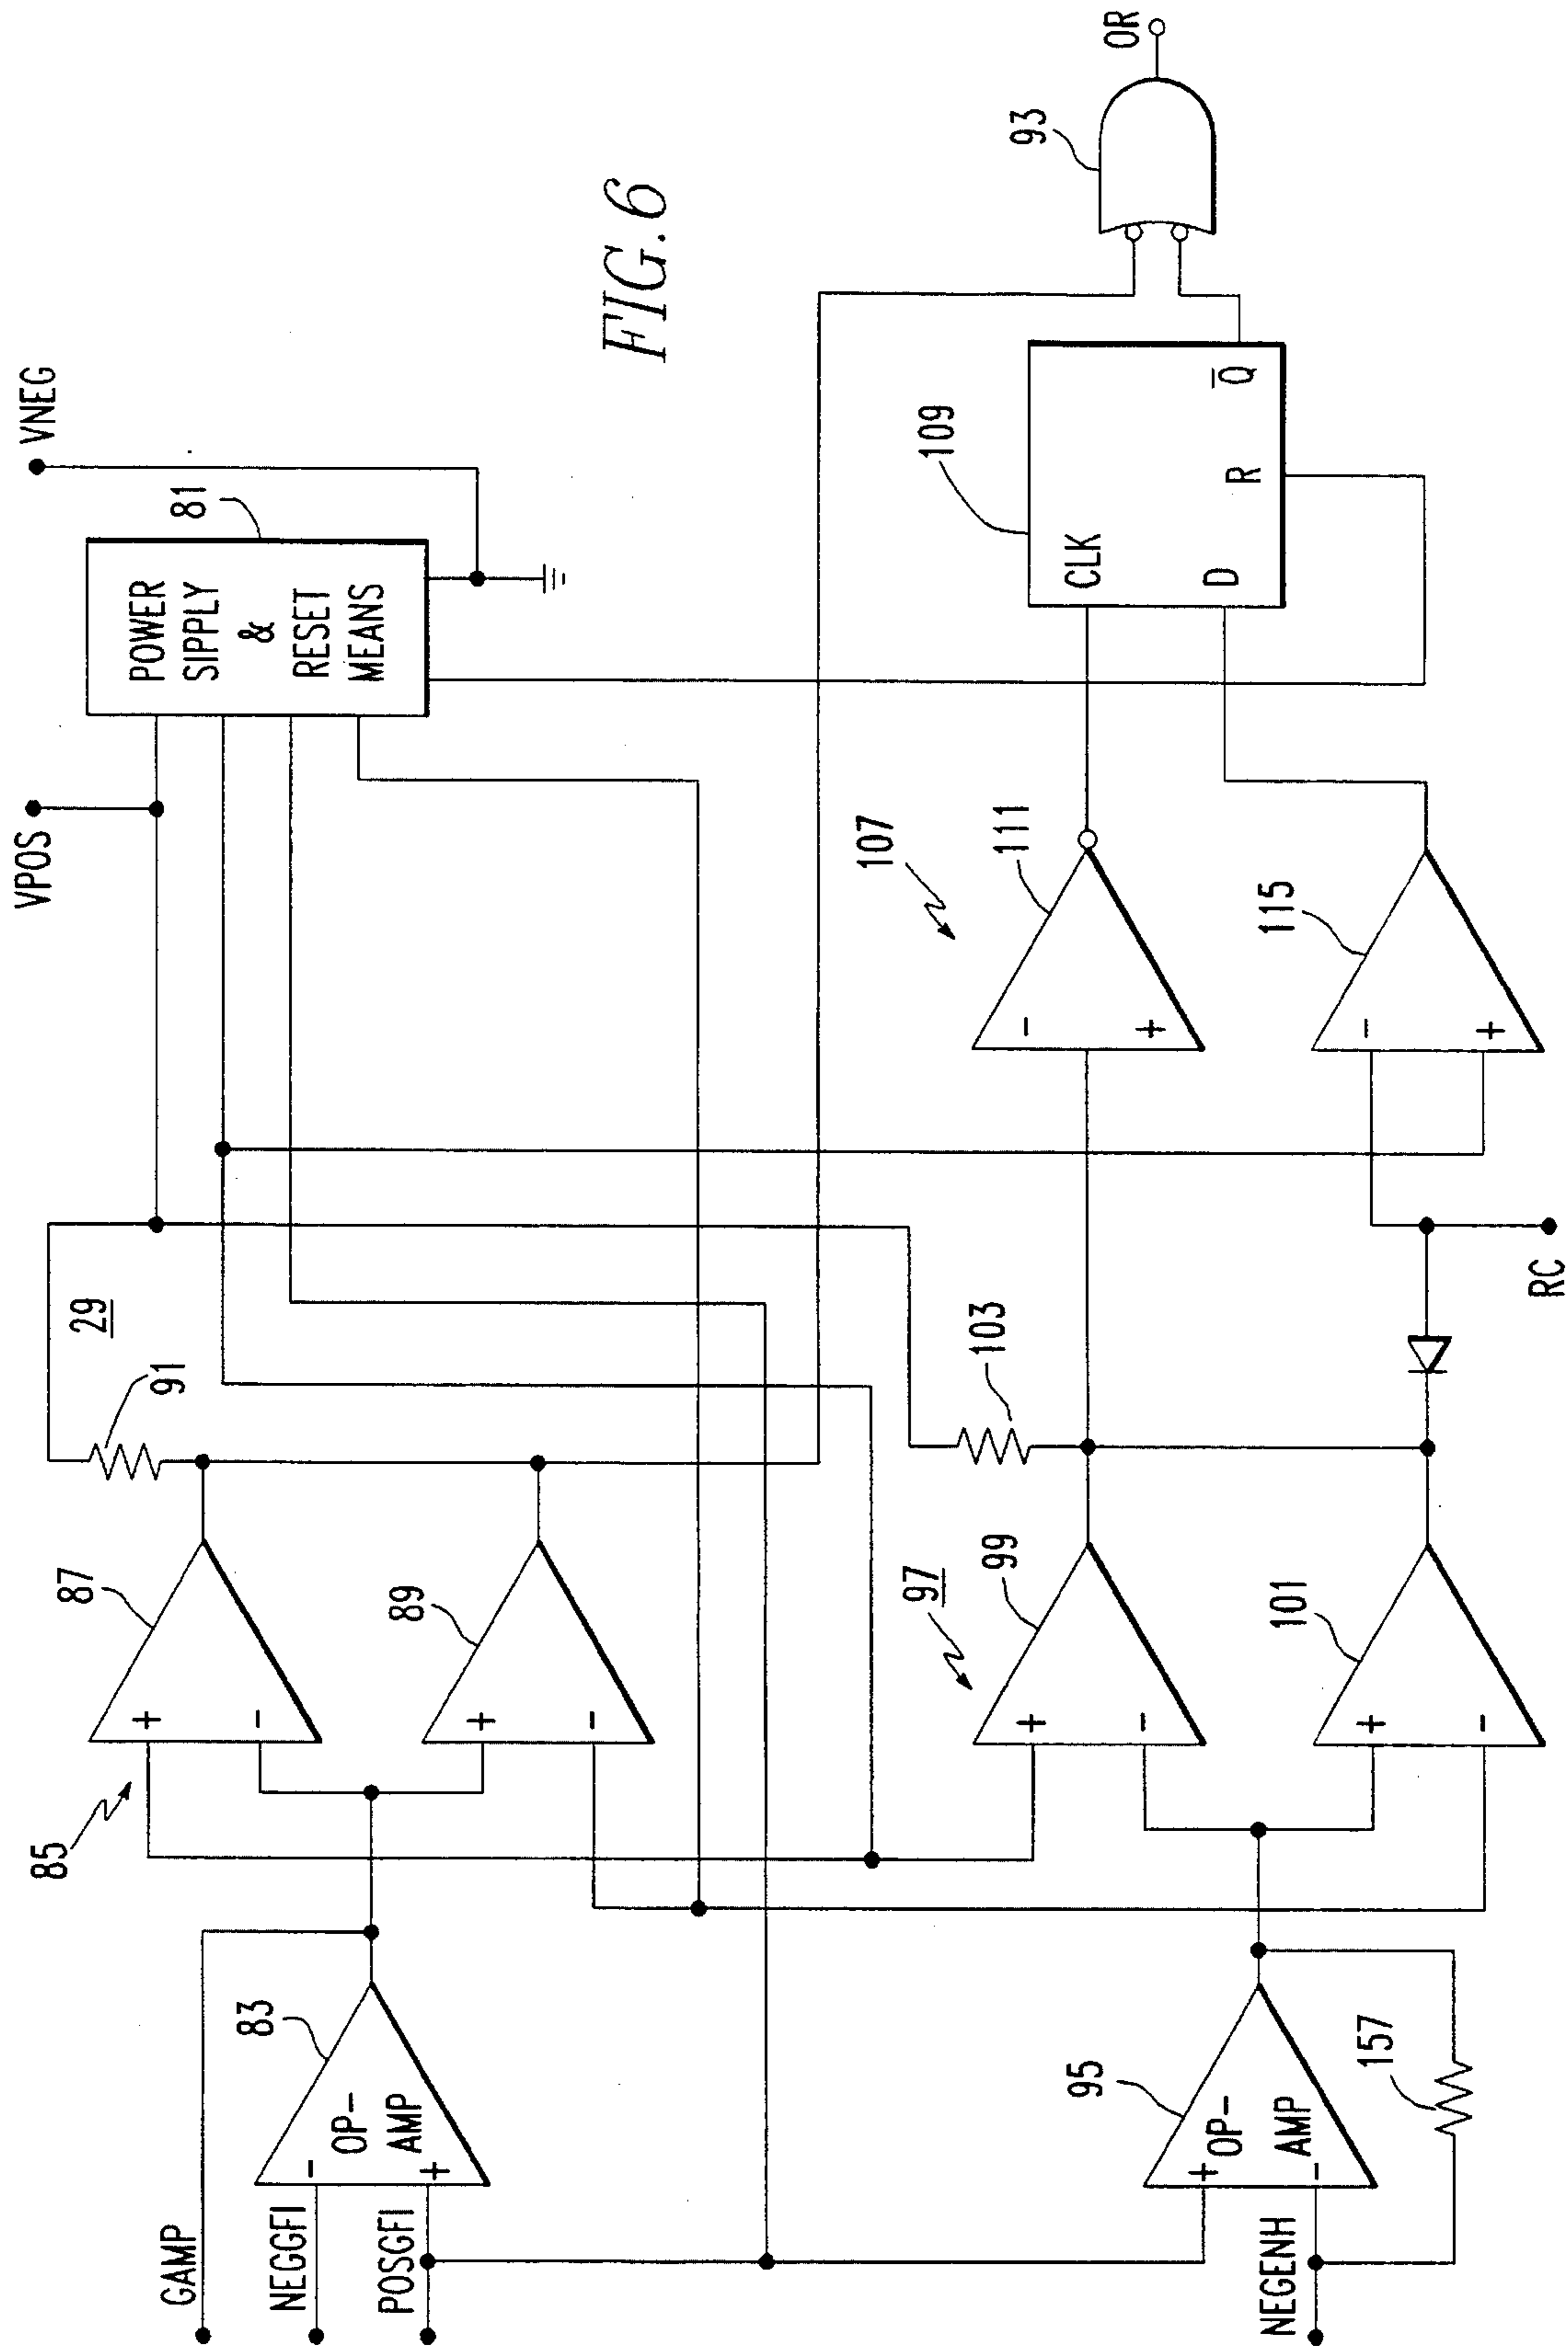 FIG. 6
VPOS
VNEG
81
POWER
SIPPLY
&
RESET
MEANS
29
91
87
+
-
85
89
+
-
83
OP-
AMP
-
+
GAMP
NEGGFI
POSGFI
93
OR
109
CLK
D
R
Q̅
107
111
-
+
115
-
+
103
RC
97
99
+
-
101
+
-
95
OP-
AMP
+
-
157
NEGENH